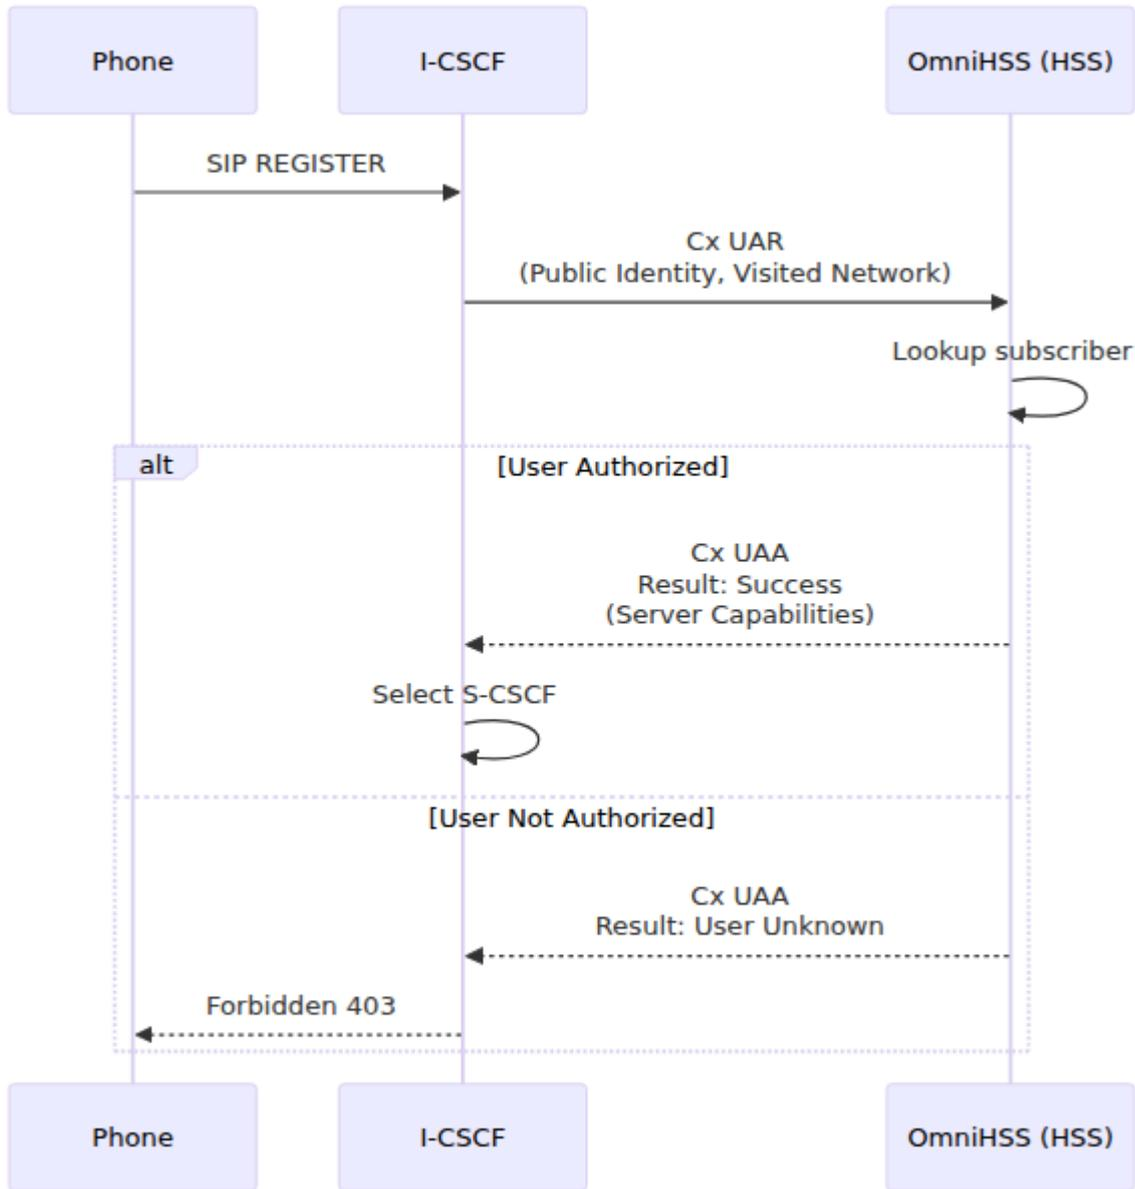 Phone
I-CSCF
OmniHSS (HSS)
SIP REGISTER
Cx UAR
(Public Identity, Visited Network)
Lookup subscriber
alt
[User Authorized]
Cx UAA
Result: Success
(Server Capabilities)
Select S-CSCF
[User Not Authorized]
Cx UAA
Result: User Unknown
Forbidden 403
Phone
I-CSCF
OmniHSS (HSS)